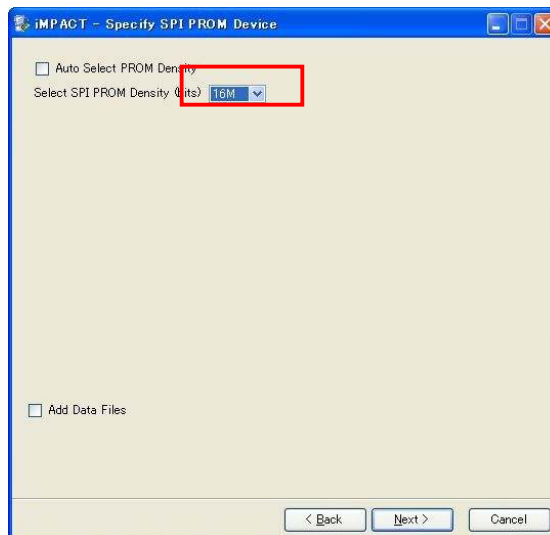 iMPACT - Specify SPI PROM Device
Auto Select PROM Density
Select SPI PROM Density (bits) 16M
Add Data Files
< Back Next > Cancel